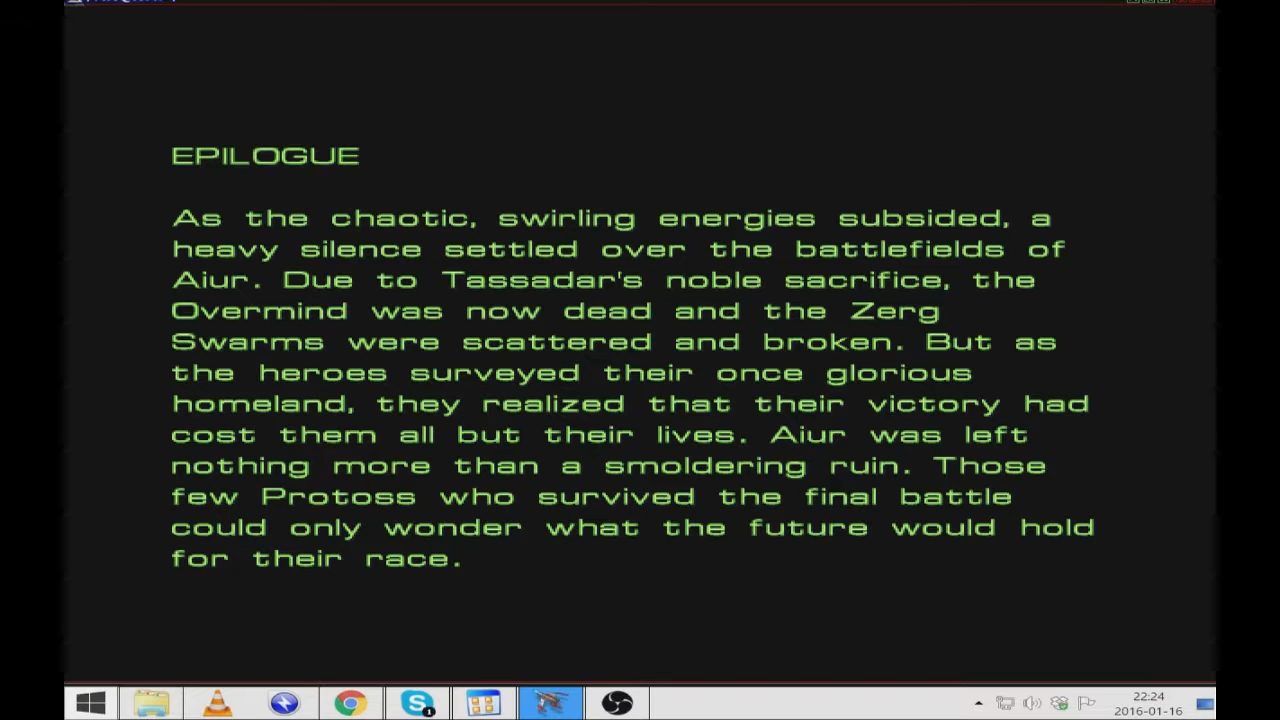 EPILOGUE
As the chaotic, swirling energies subsided, a
heavy silence settled over the battlefields of
Aiur. Due to Tassadar's noble sacrifice, the
Overmind was now dead and the Zerg
Swarms were scattered and broken. But as
the heroes surveyed their once glorious
homeland, they realized that their victory had
cost them all but their lives. Aiur was left
nothing more than a smoldering ruin. Those
few Protoss who survived the final battle
could only wonder what the future would hold
for their race.
1
22:24
2016-01-16